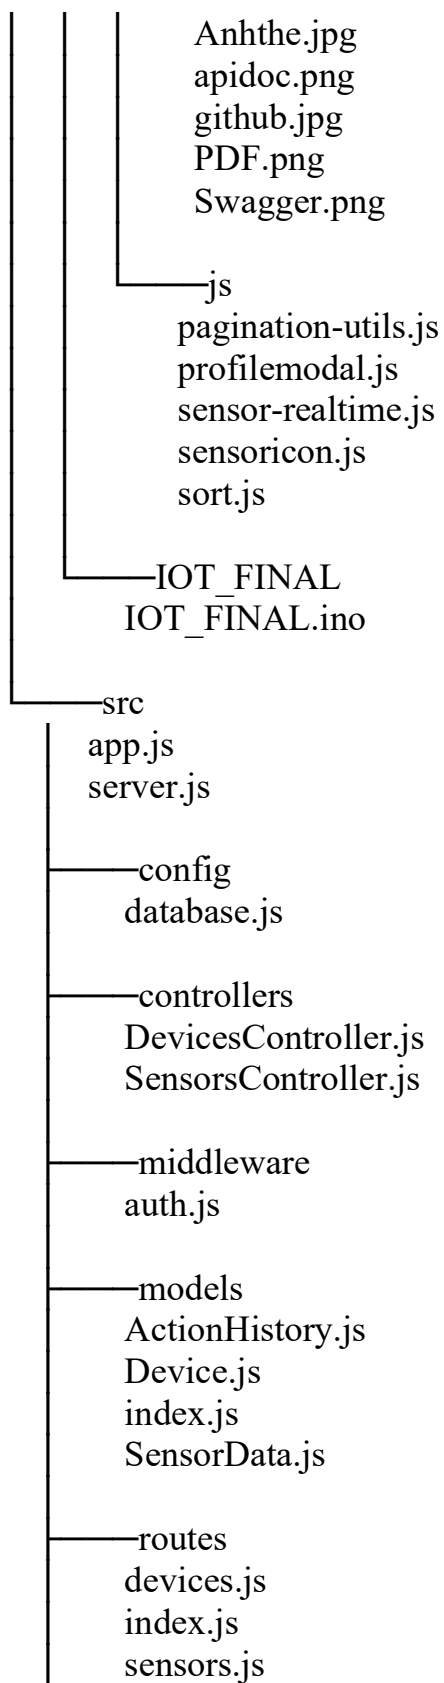 Anhthe.jpg
apidoc.png
github.jpg
PDF.png
Swagger.png
js
pagination-utils.js
profilemodal.js
sensor-realtime.js
sensoricon.js
sort.js
IOT_FINAL
IOT_FINAL.ino
src
app.js
server.js
config
database.js
controllers
DevicesController.js
SensorsController.js
middleware
auth.js
models
ActionHistory.js
Device.js
index.js
SensorData.js
routes
devices.js
index.js
sensors.js